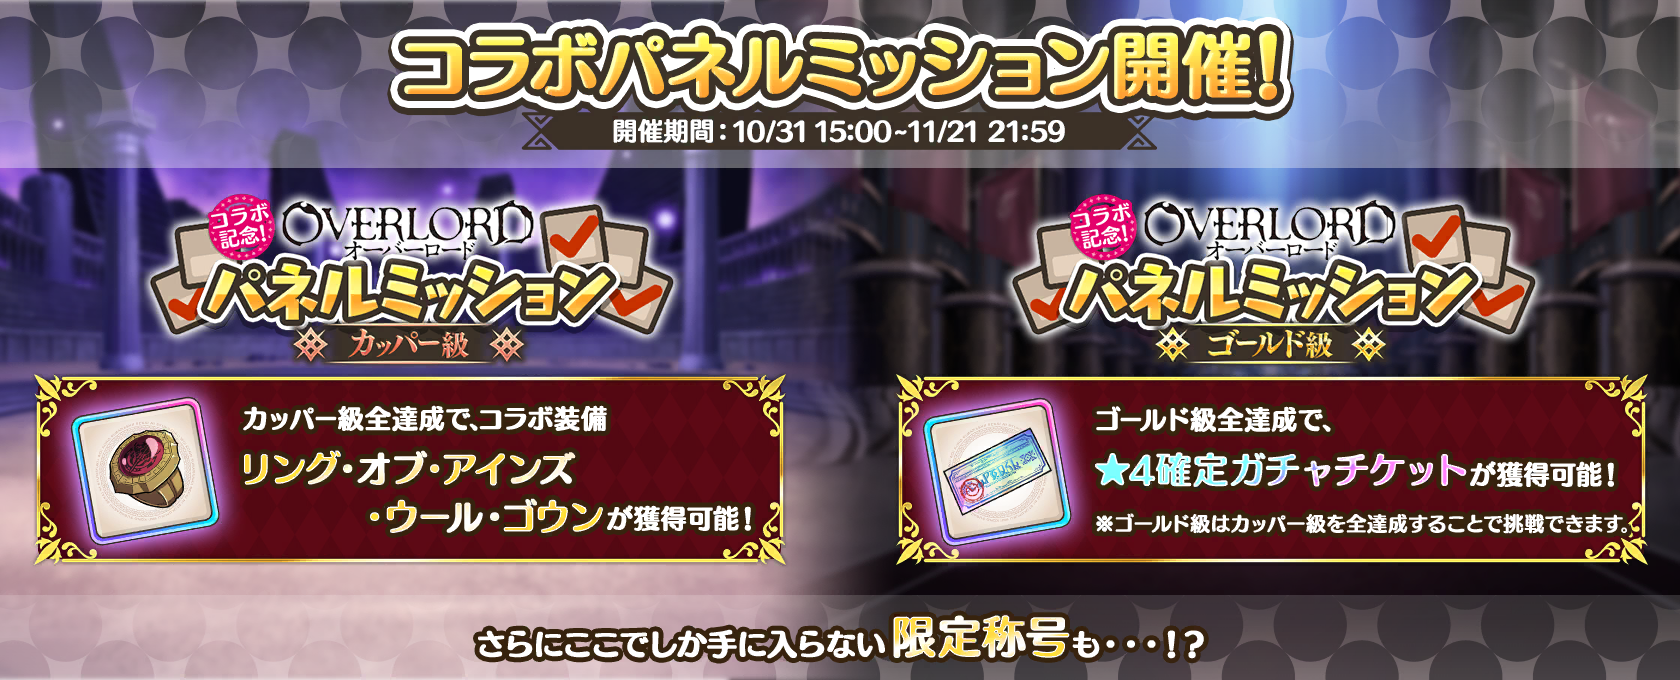 コラボパネルミッション開催!
開催期間:10/31 15:00~11/21 21:59
コラボ
記念!
OVERLORD
オーバーロード
パネルミッション
カッパー級
カッパー級全達成で、コラボ装備
リング・オブ・アインズ
・ウール・ゴウンが獲得可能!
コラボ
記念!
OVERLORD
オーバーロード
パネルミッション
ゴールド級
ゴールド級全達成で、
★4確定ガチャチケットが獲得可能!
※ゴールド級はカッパー級を全達成することで挑戦できます。
さらにここでしか手に入らない限定称号も・・・!?